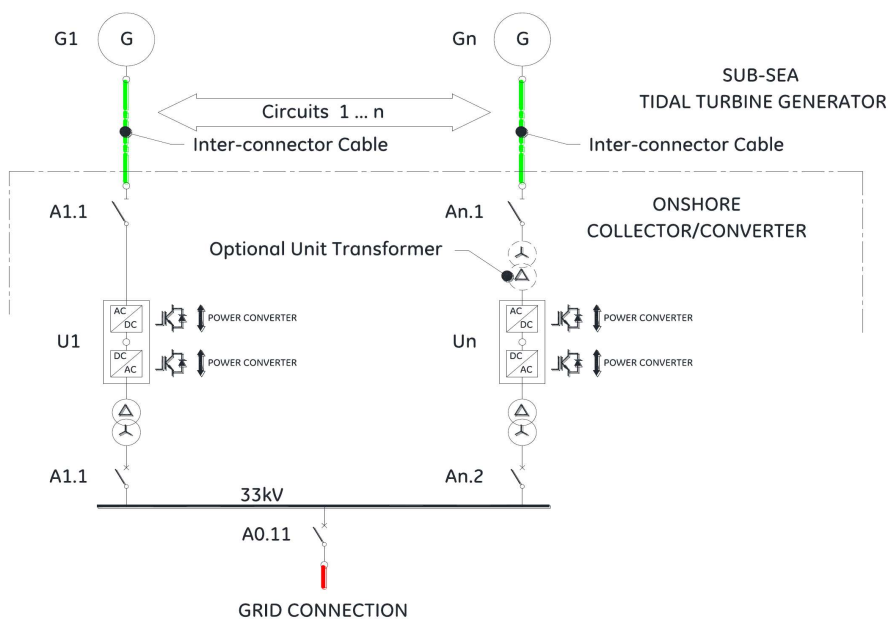 G1
G
Gn
G
SUB-SEA
TIDAL TURBINE GENERATOR
Circuits 1 ... n
Inter-connector Cable
Inter-connector Cable
A1.1
An.1
ONSHORE
COLLECTOR/CONVERTER
Optional Unit Transformer
U1
AC
DC
POWER CONVERTER
DC
AC
POWER CONVERTER
Un
AC
DC
POWER CONVERTER
DC
AC
POWER CONVERTER
A1.1
An.2
33kV
A0.11
GRID CONNECTION